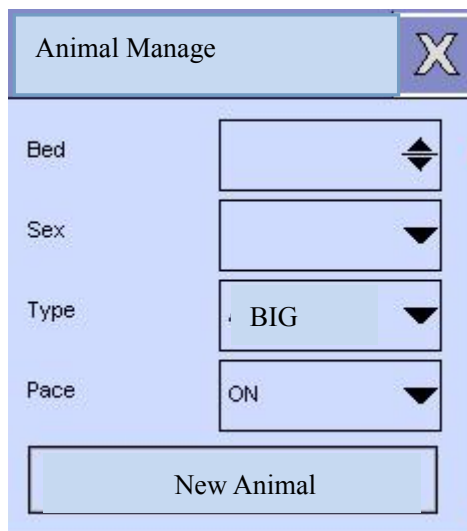 Animal Manage
X
Bed
Sex
Type BIG
Pace ON
New Animal